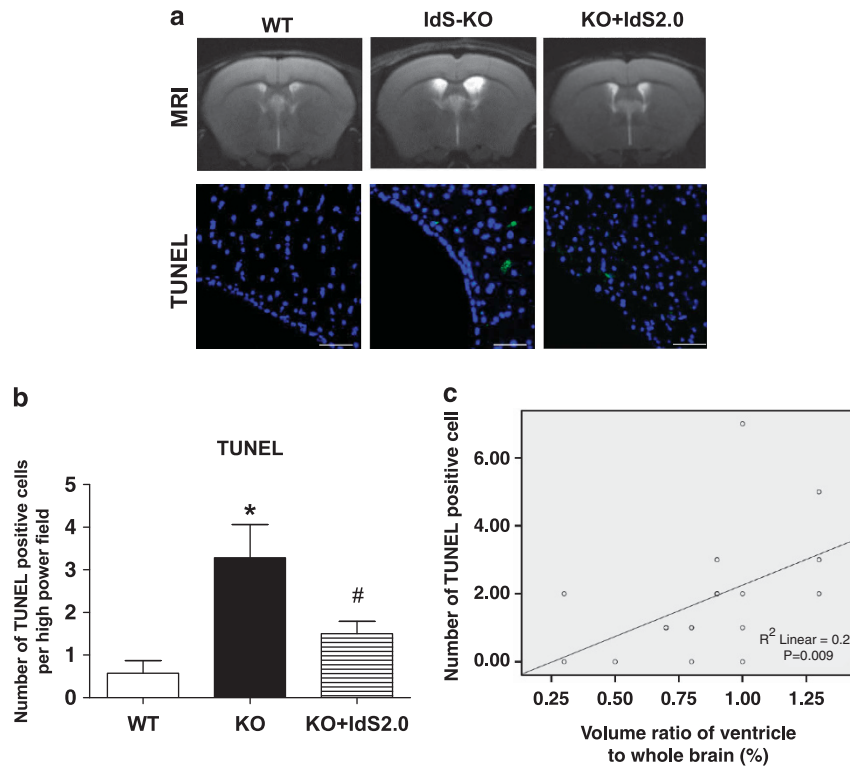 a
WT
IdS-KO
KO+IdS2.0
MRI
TUNEL
b
TUNEL
Number of TUNEL positive cells
per high power field
5
4
3
2
1
0
*
#
WT
KO
KO+IdS2.0
c
Number of TUNEL positive cell
6.00
4.00
2.00
0.00
R2 Linear = 0.2
P=0.009
0.25
0.50
0.75
1.00
1.25
Volume ratio of ventricle
to whole brain (%)